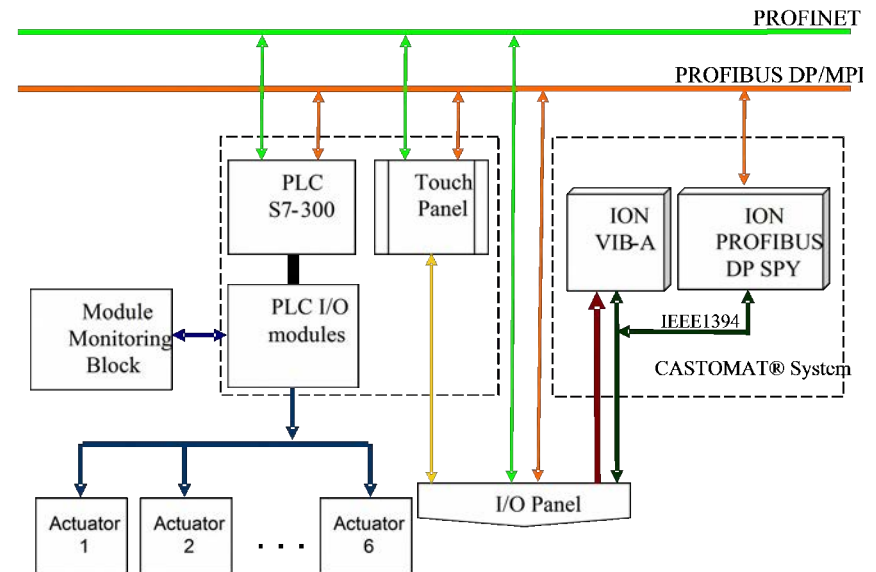 PROFINET
PROFIBUS DP/MPI
PLC
S7-300
Touch
Panel
ION
VIB-A
ION
PROFIBUS
DP SPY
Module
Monitoring
Block
PLC I/O
modules
IEEE1394
CASTOMAT® System
I/O Panel
Actuator
1
Actuator
2
. . .
Actuator
6